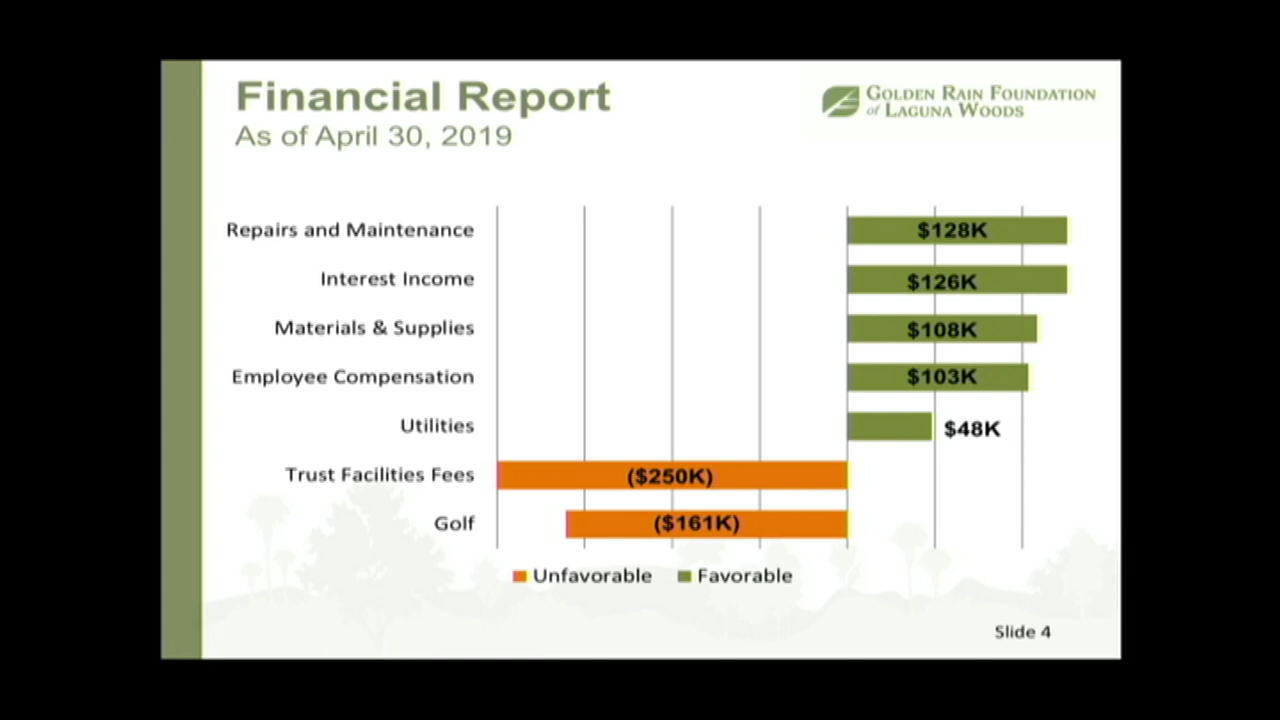 Financial Report
As of April 30, 2019
GOLDEN RAIN FOUNDATION
of LAGUNA WOODS
Repairs and Maintenance $128K
Interest Income $126K
Materials & Supplies $108K
Employee Compensation $103K
Utilities $48K
Trust Facilities Fees ($250K)
Golf ($161K)
Unfavorable Favorable
Slide 4